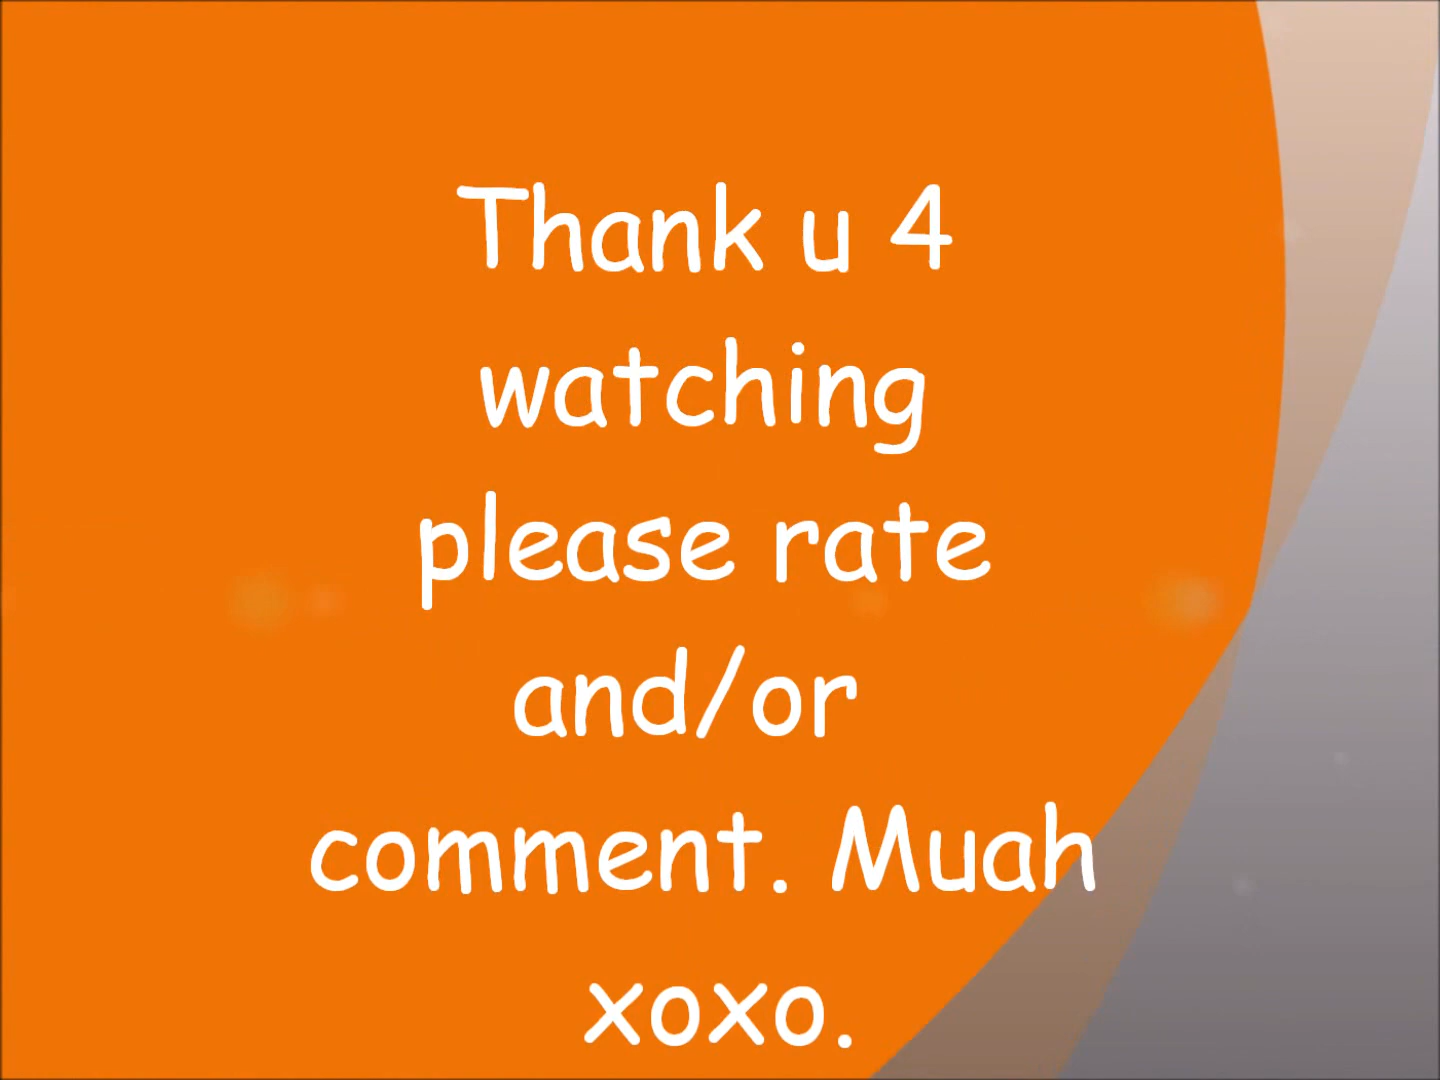 Thank u 4
watching
please rate
and/or
comment. Muah
xoxo.